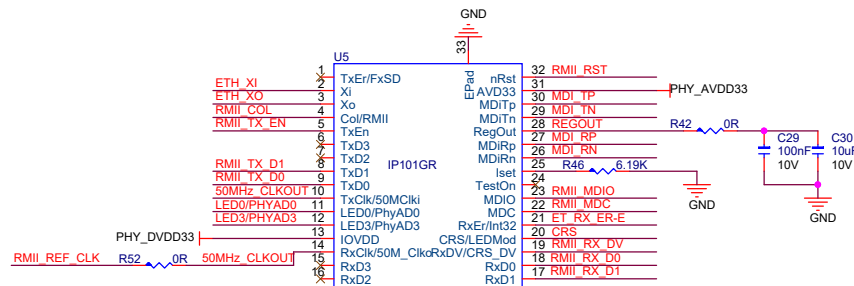 GND
U5
33
EPad
1 TxEr/FxSD nRst 32 RMII_RST
ETH_XI 2 Xi AVD33 31 PHY_AVDD33
ETH_XO 3 Xo MDiTp 30 MDI_TP
RMII_COL 4 Col/RMII MDiTn 29 MDI_TN
RMII_TX_EN 5 TxEn RegOut 28 REGOUT R42 0R
6 TxD3 MDiRp 27 MDI_RP
7 TxD2 MDiRn 26 MDI_RN
IP101GR
RMII_TX_D1 8 TxD1 Iset 25 R46 6.19K
RMII_TX_D0 9 TxD0 TestOn 24
50MHz_CLKOUT 10 TxClk/50MClki MDIO 23 RMII_MDIO
LED0/PHYAD0 11 LED0/PhyAD0 MDC 22 RMII_MDC
LED3/PHYAD3 12 LED3/PhyAD3 RxEr/Int32 21 ET_RX_ER-E
PHY_DVDD33 13 IOVDD CRS/LEDMod 20 CRS
RMII_REF_CLK R52 0R 50MHz_CLKOUT 14 RxClk/50M_Clko RxDV/CRS_DV 19 RMII_RX_DV
15 RxD3 RxD0 18 RMII_RX_D0
16 RxD2 RxD1 17 RMII_RX_D1
C29
100nF
10V
C30
10uF
10V
GND
GND